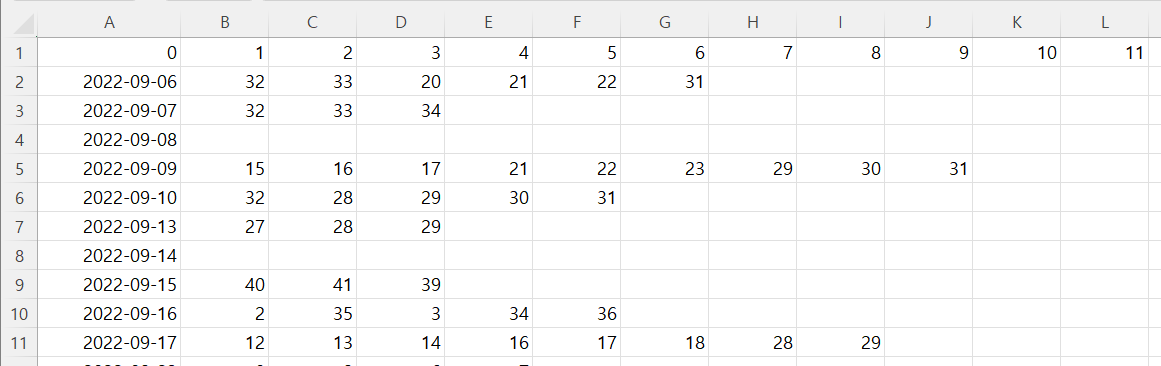 A B C D E F G H I J K L
1 0 1 2 3 4 5 6 7 8 9 10 11
2 2022-09-06 32 33 20 21 22 31
3 2022-09-07 32 33 34
4 2022-09-08
5 2022-09-09 15 16 17 21 22 23 29 30 31
6 2022-09-10 32 28 29 30 31
7 2022-09-13 27 28 29
8 2022-09-14
9 2022-09-15 40 41 39
10 2022-09-16 2 35 3 34 36
11 2022-09-17 12 13 14 16 17 18 28 29